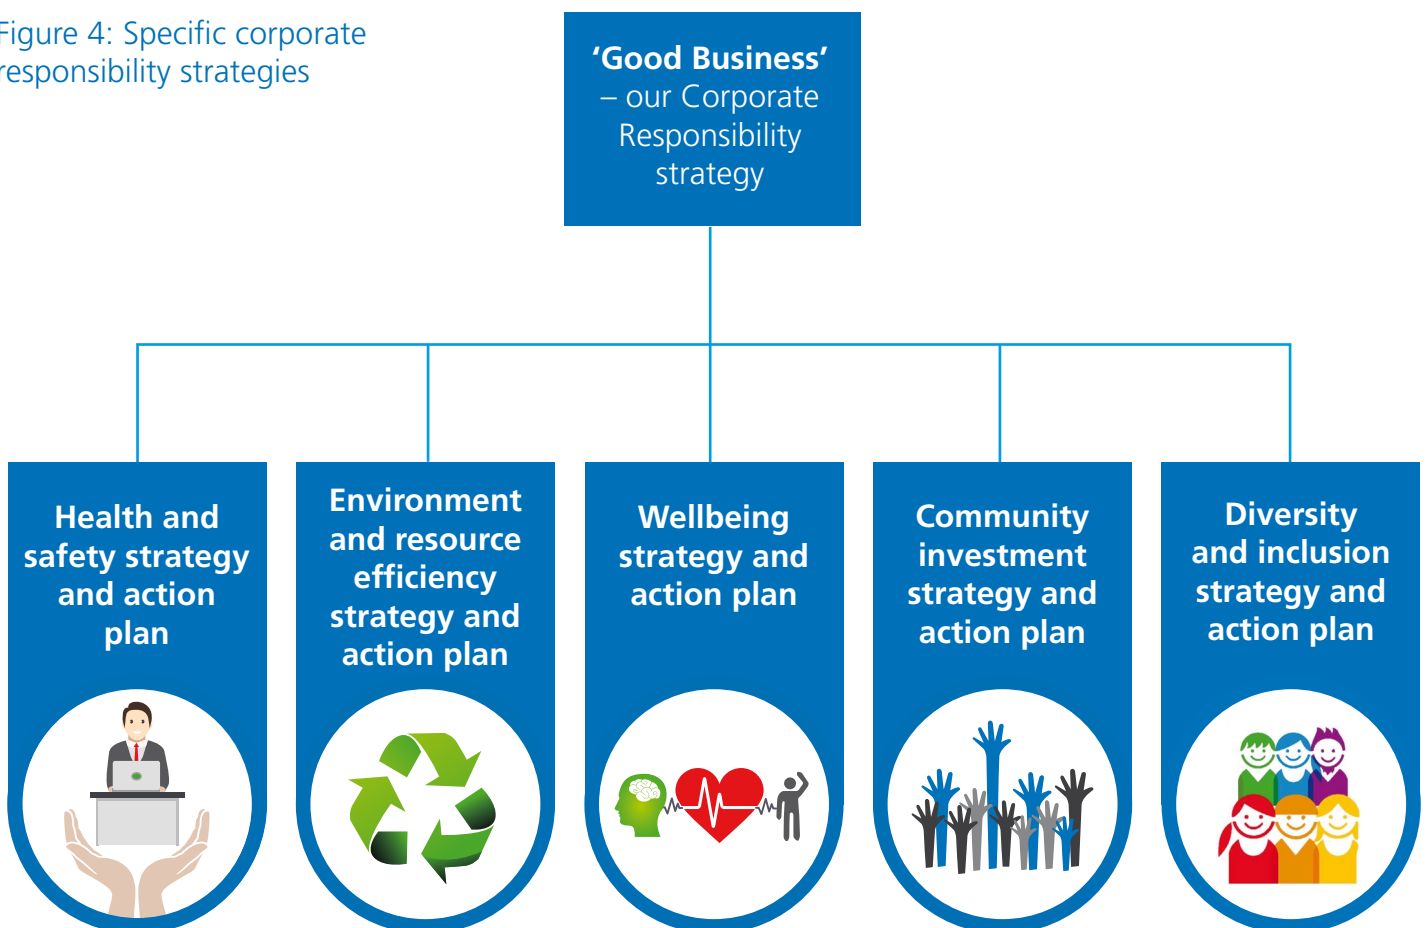 Figure 4: Specific corporate
responsibility strategies
‘Good Business’
– our Corporate
Responsibility
strategy
Health and
safety strategy
and action
plan
Environment
and resource
efficiency
strategy and
action plan
Wellbeing
strategy and
action plan
Community
investment
strategy and
action plan
Diversity
and inclusion
strategy and
action plan